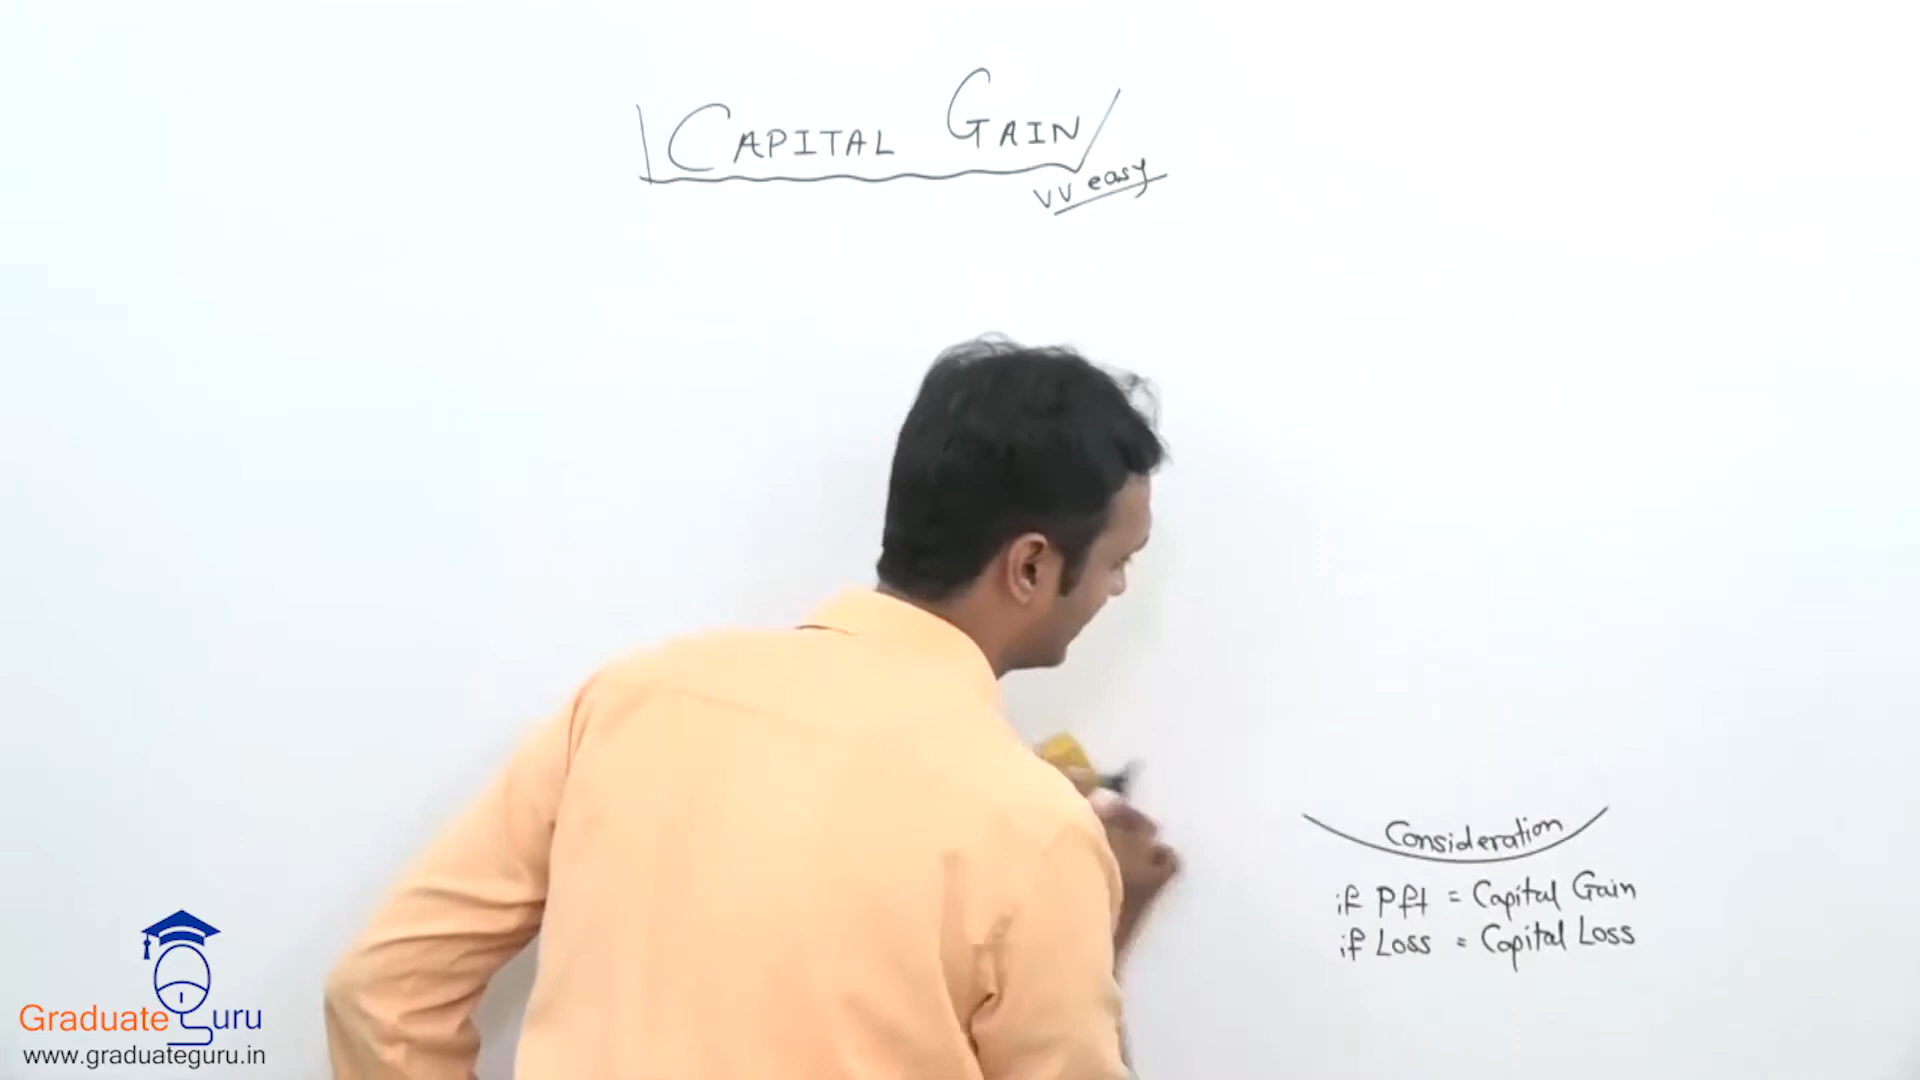 CAPITAL GAIN
VV easy
Consideration
if Pft = Capital Gain
if Loss = Capital Loss
Graduate Guru
www.graduateguru.in